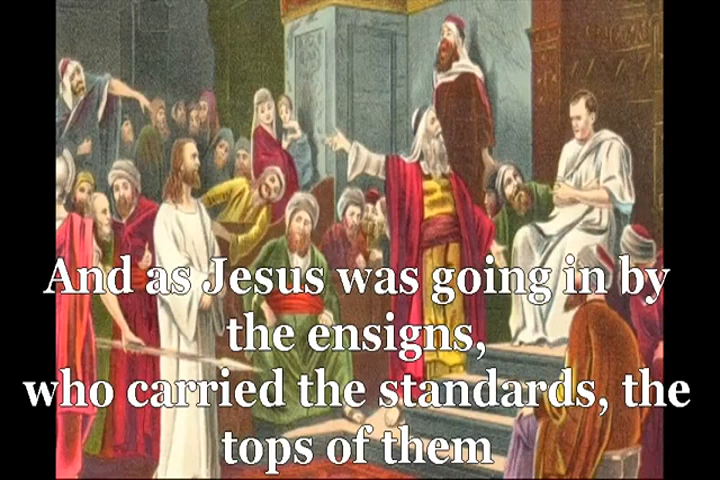 And as Jesus was going in by
the ensigns,
who carried the standards, the
tops of them